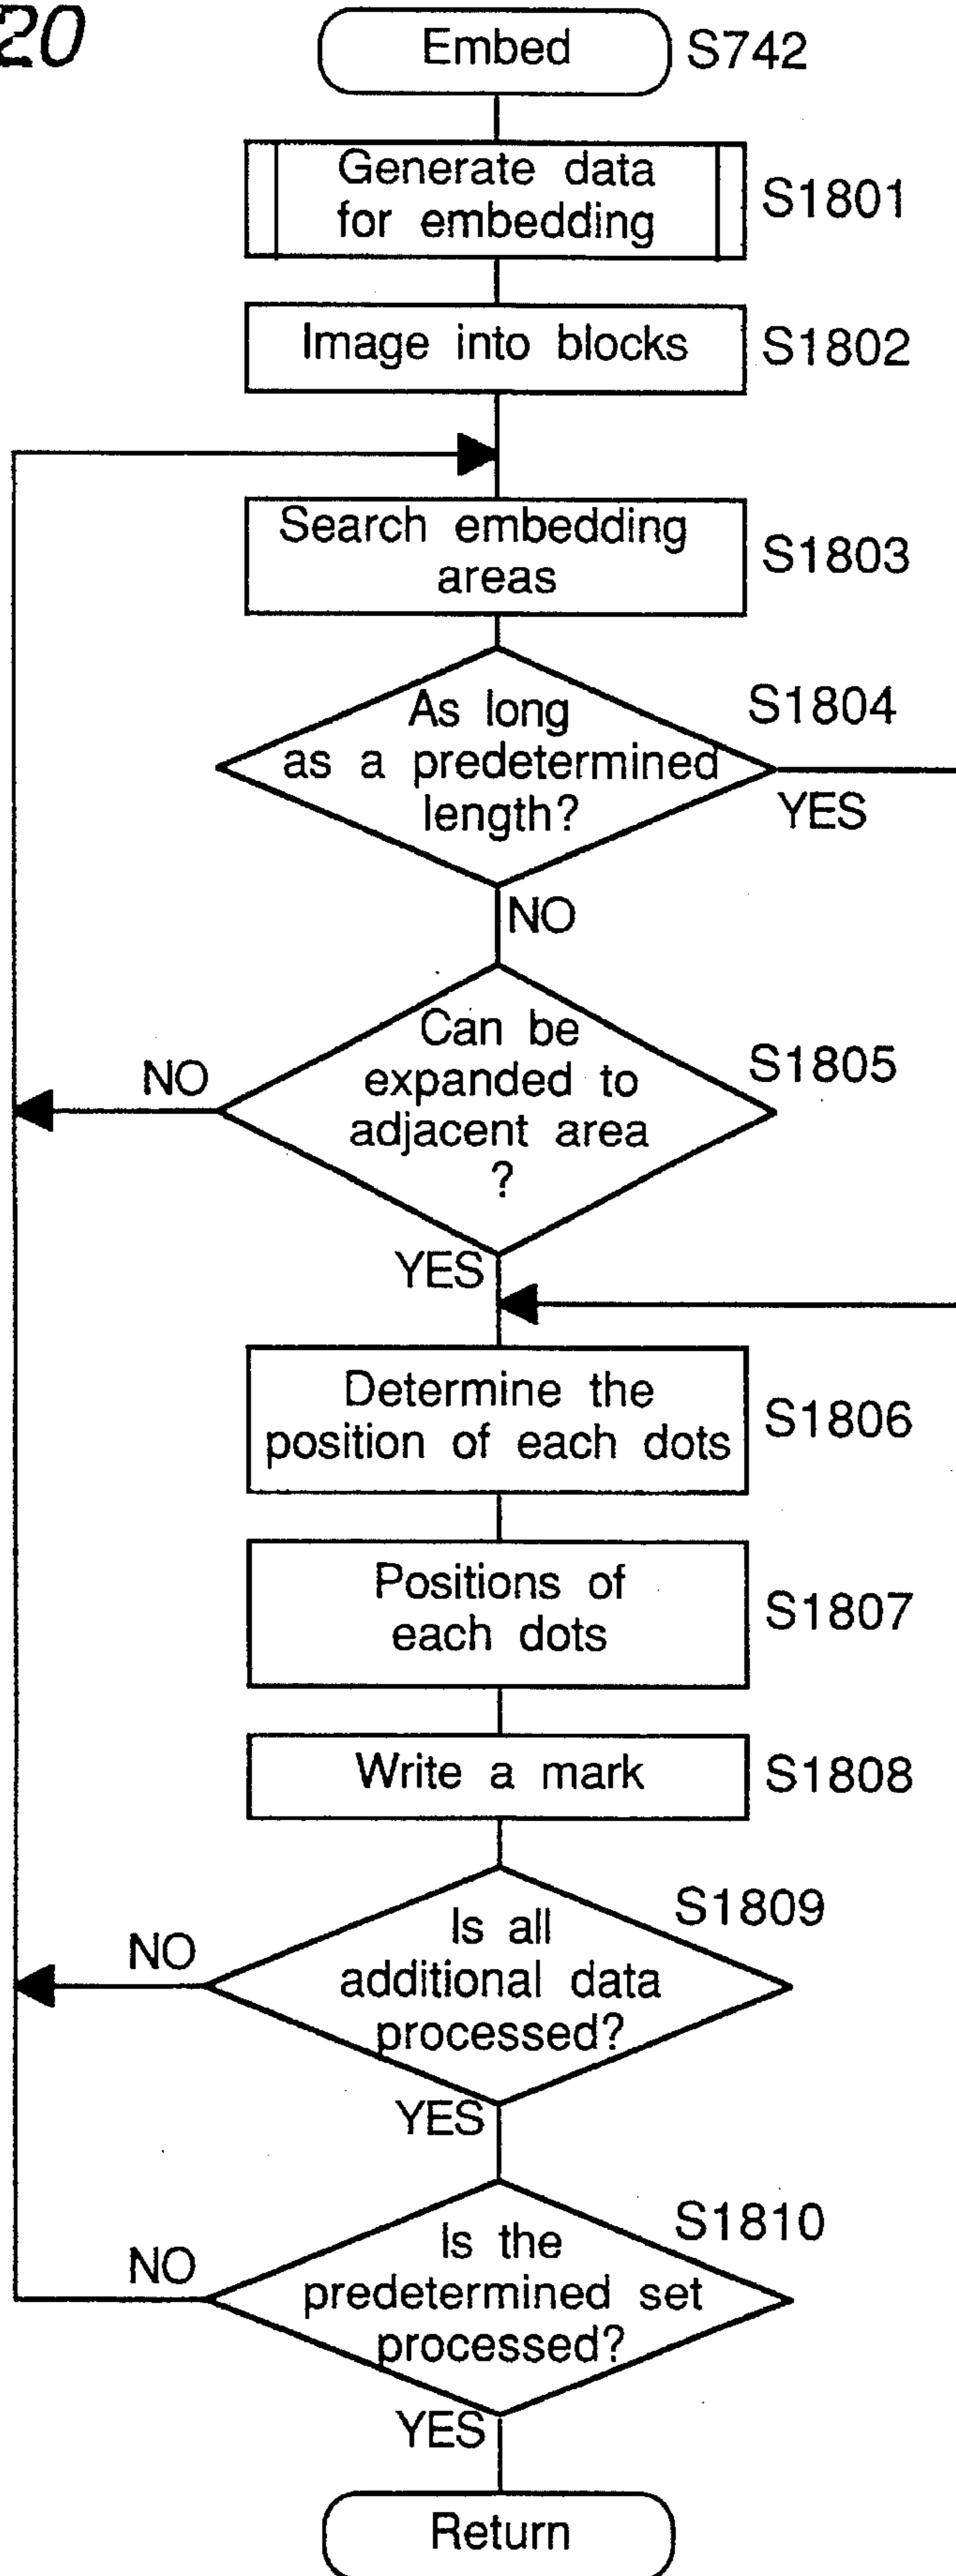 20
Embed
S742
Generate data
for embedding
S1801
Image into blocks
S1802
Search embedding
areas
S1803
As long
as a predetermined
length?
S1804
YES
NO
Can be
expanded to
adjacent area
?
S1805
NO
YES
Determine the
position of each dots
S1806
Positions of
each dots
S1807
Write a mark
S1808
Is all
additional data
processed?
S1809
NO
YES
Is the
predetermined set
processed?
S1810
NO
YES
Return